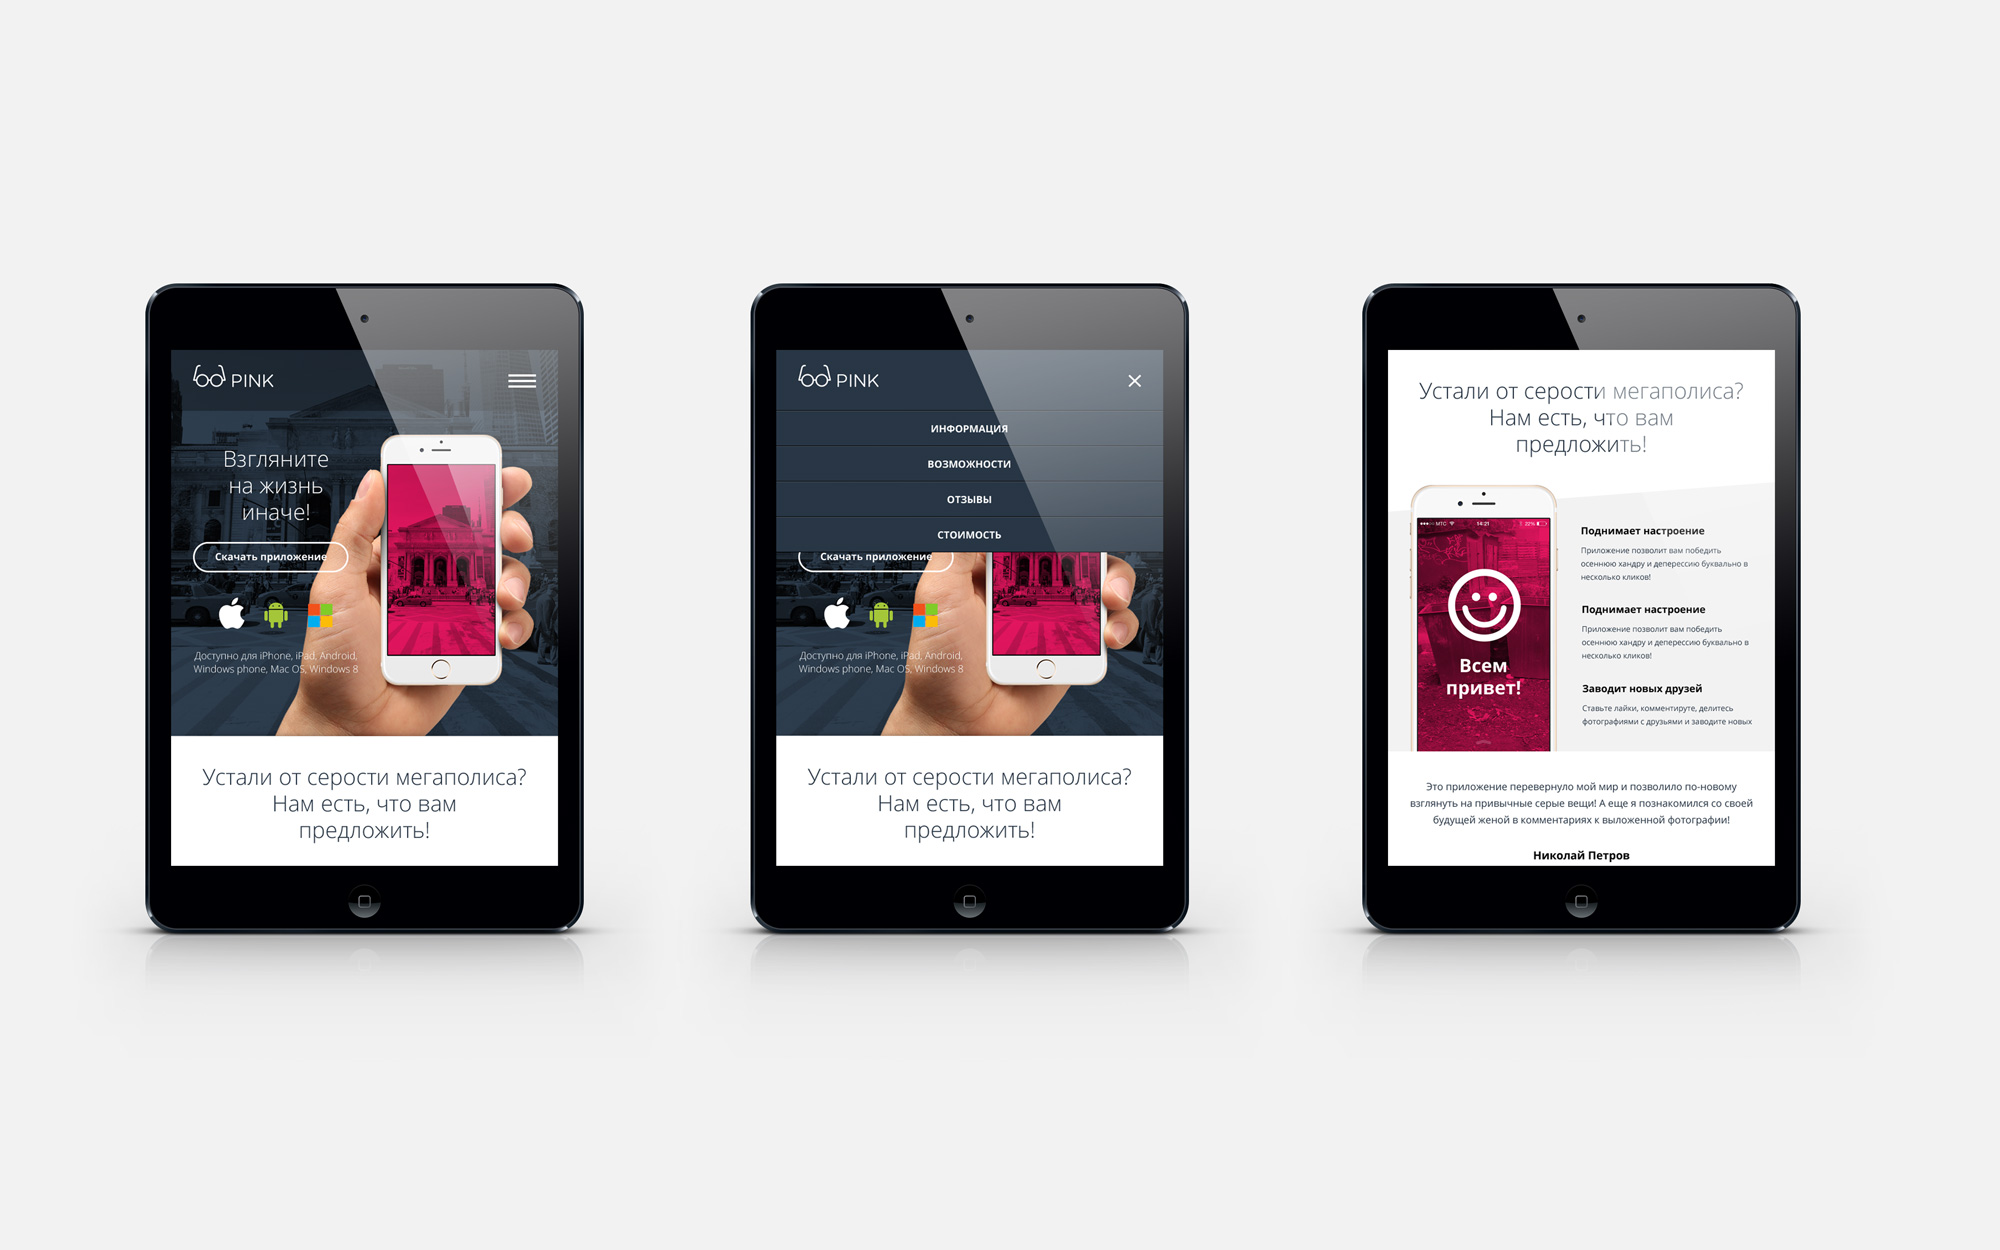 PINK
Взгляните
на жизнь
иначе!
Скачать приложение
Доступно для iPhone, iPad, Android,
Windows phone, Mac OS, Windows 8
Устали от серости мегаполиса?
Нам есть, что вам
предложить!
PINK
ИНФОРМАЦИЯ
ВОЗМОЖНОСТИ
ОТЗЫВЫ
СТОИМОСТЬ
Скачать приложение
Доступно для iPhone, iPad, Android,
Windows phone, Mac OS, Windows 8
Устали от серости мегаполиса?
Нам есть, что вам
предложить!
Устали от серости мегаполиса?
Нам есть, что вам
предложить!
МТС 14:21 22%
Всем
привет!
Поднимает настроение
Приложение позволит вам победить
осеннюю хандру и депрессию буквально в
несколько кликов!
Поднимает настроение
Приложение позволит вам победить
осеннюю хандру и депрессию буквально в
несколько кликов!
Заводит новых друзей
Ставьте лайки, комментируте, делитесь
фотографиями с друзьями и заводите новых
Это приложение перевернуло мой мир и позволило по-новому
взглянуть на привычные серые вещи! А еще я познакомился со своей
будущей женой в комментариях к выложенной фотографии!
Николай Петров